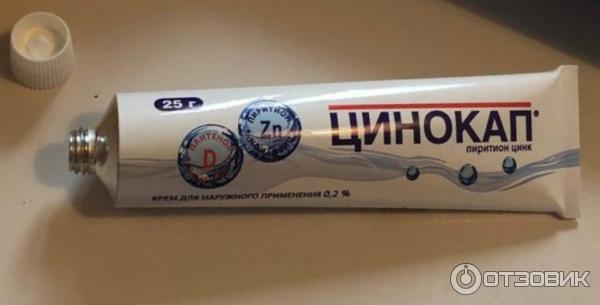 25 г
ПАНТЕНОЛ
D
ПИРИТИОН
Zn
ЦИНОКАП®
пиритион цинк
КРЕМ ДЛЯ НАРУЖНОГО ПРИМЕНЕНИЯ 0,2 %
ОТЗОВИК